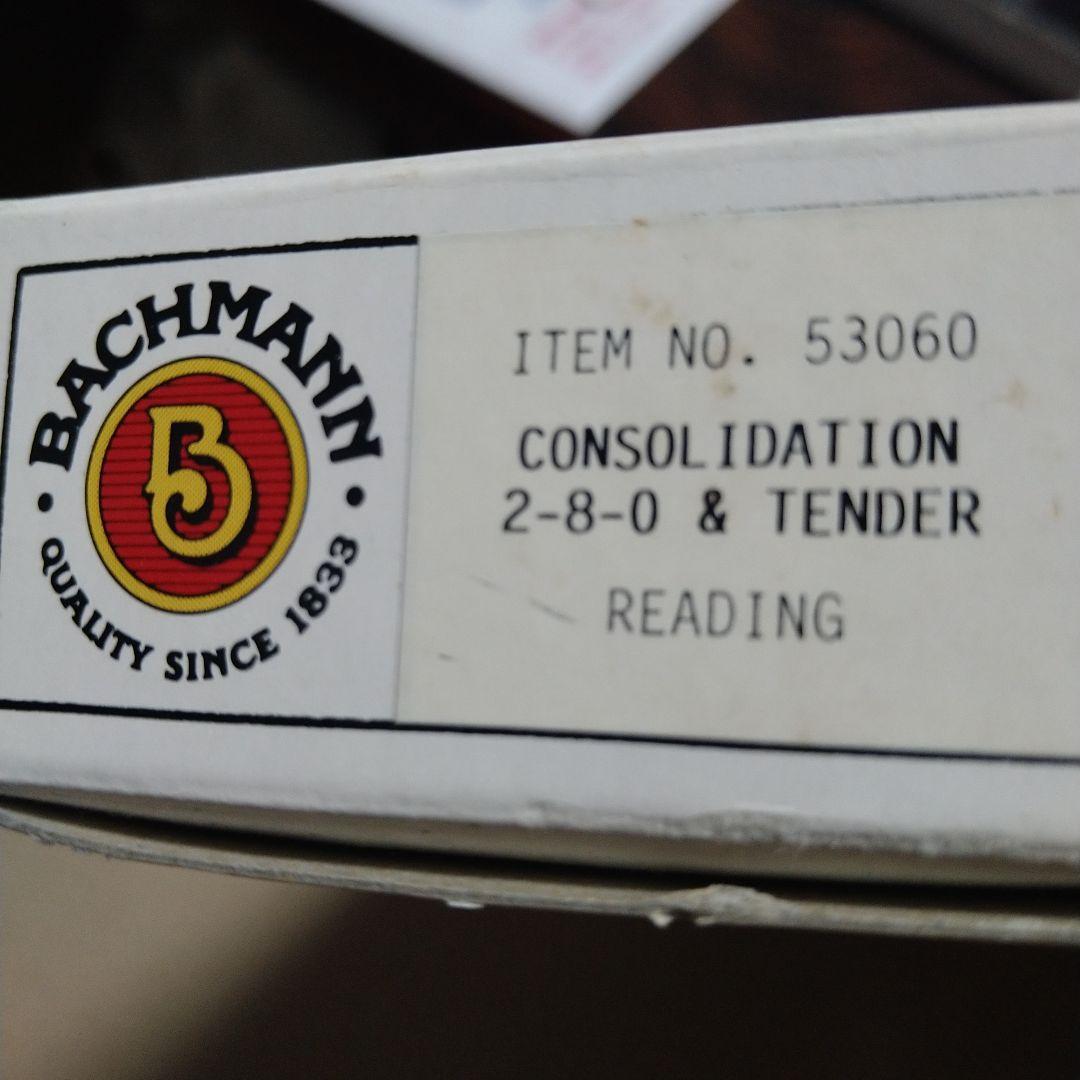 BACHMANN
B
• QUALITY SINCE 1833 •
ITEM NO. 53060
CONSOLIDATION
2-8-0 & TENDER
READING